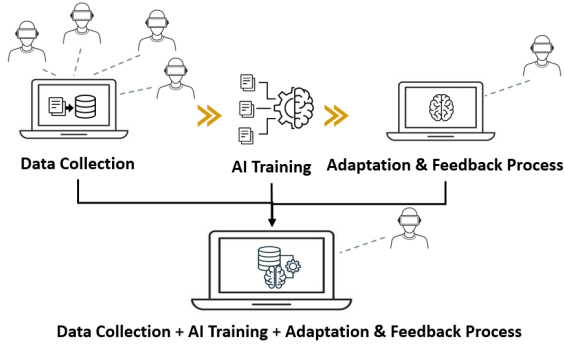 Data Collection
AI Training
Adaptation & Feedback Process
Data Collection + AI Training + Adaptation & Feedback Process